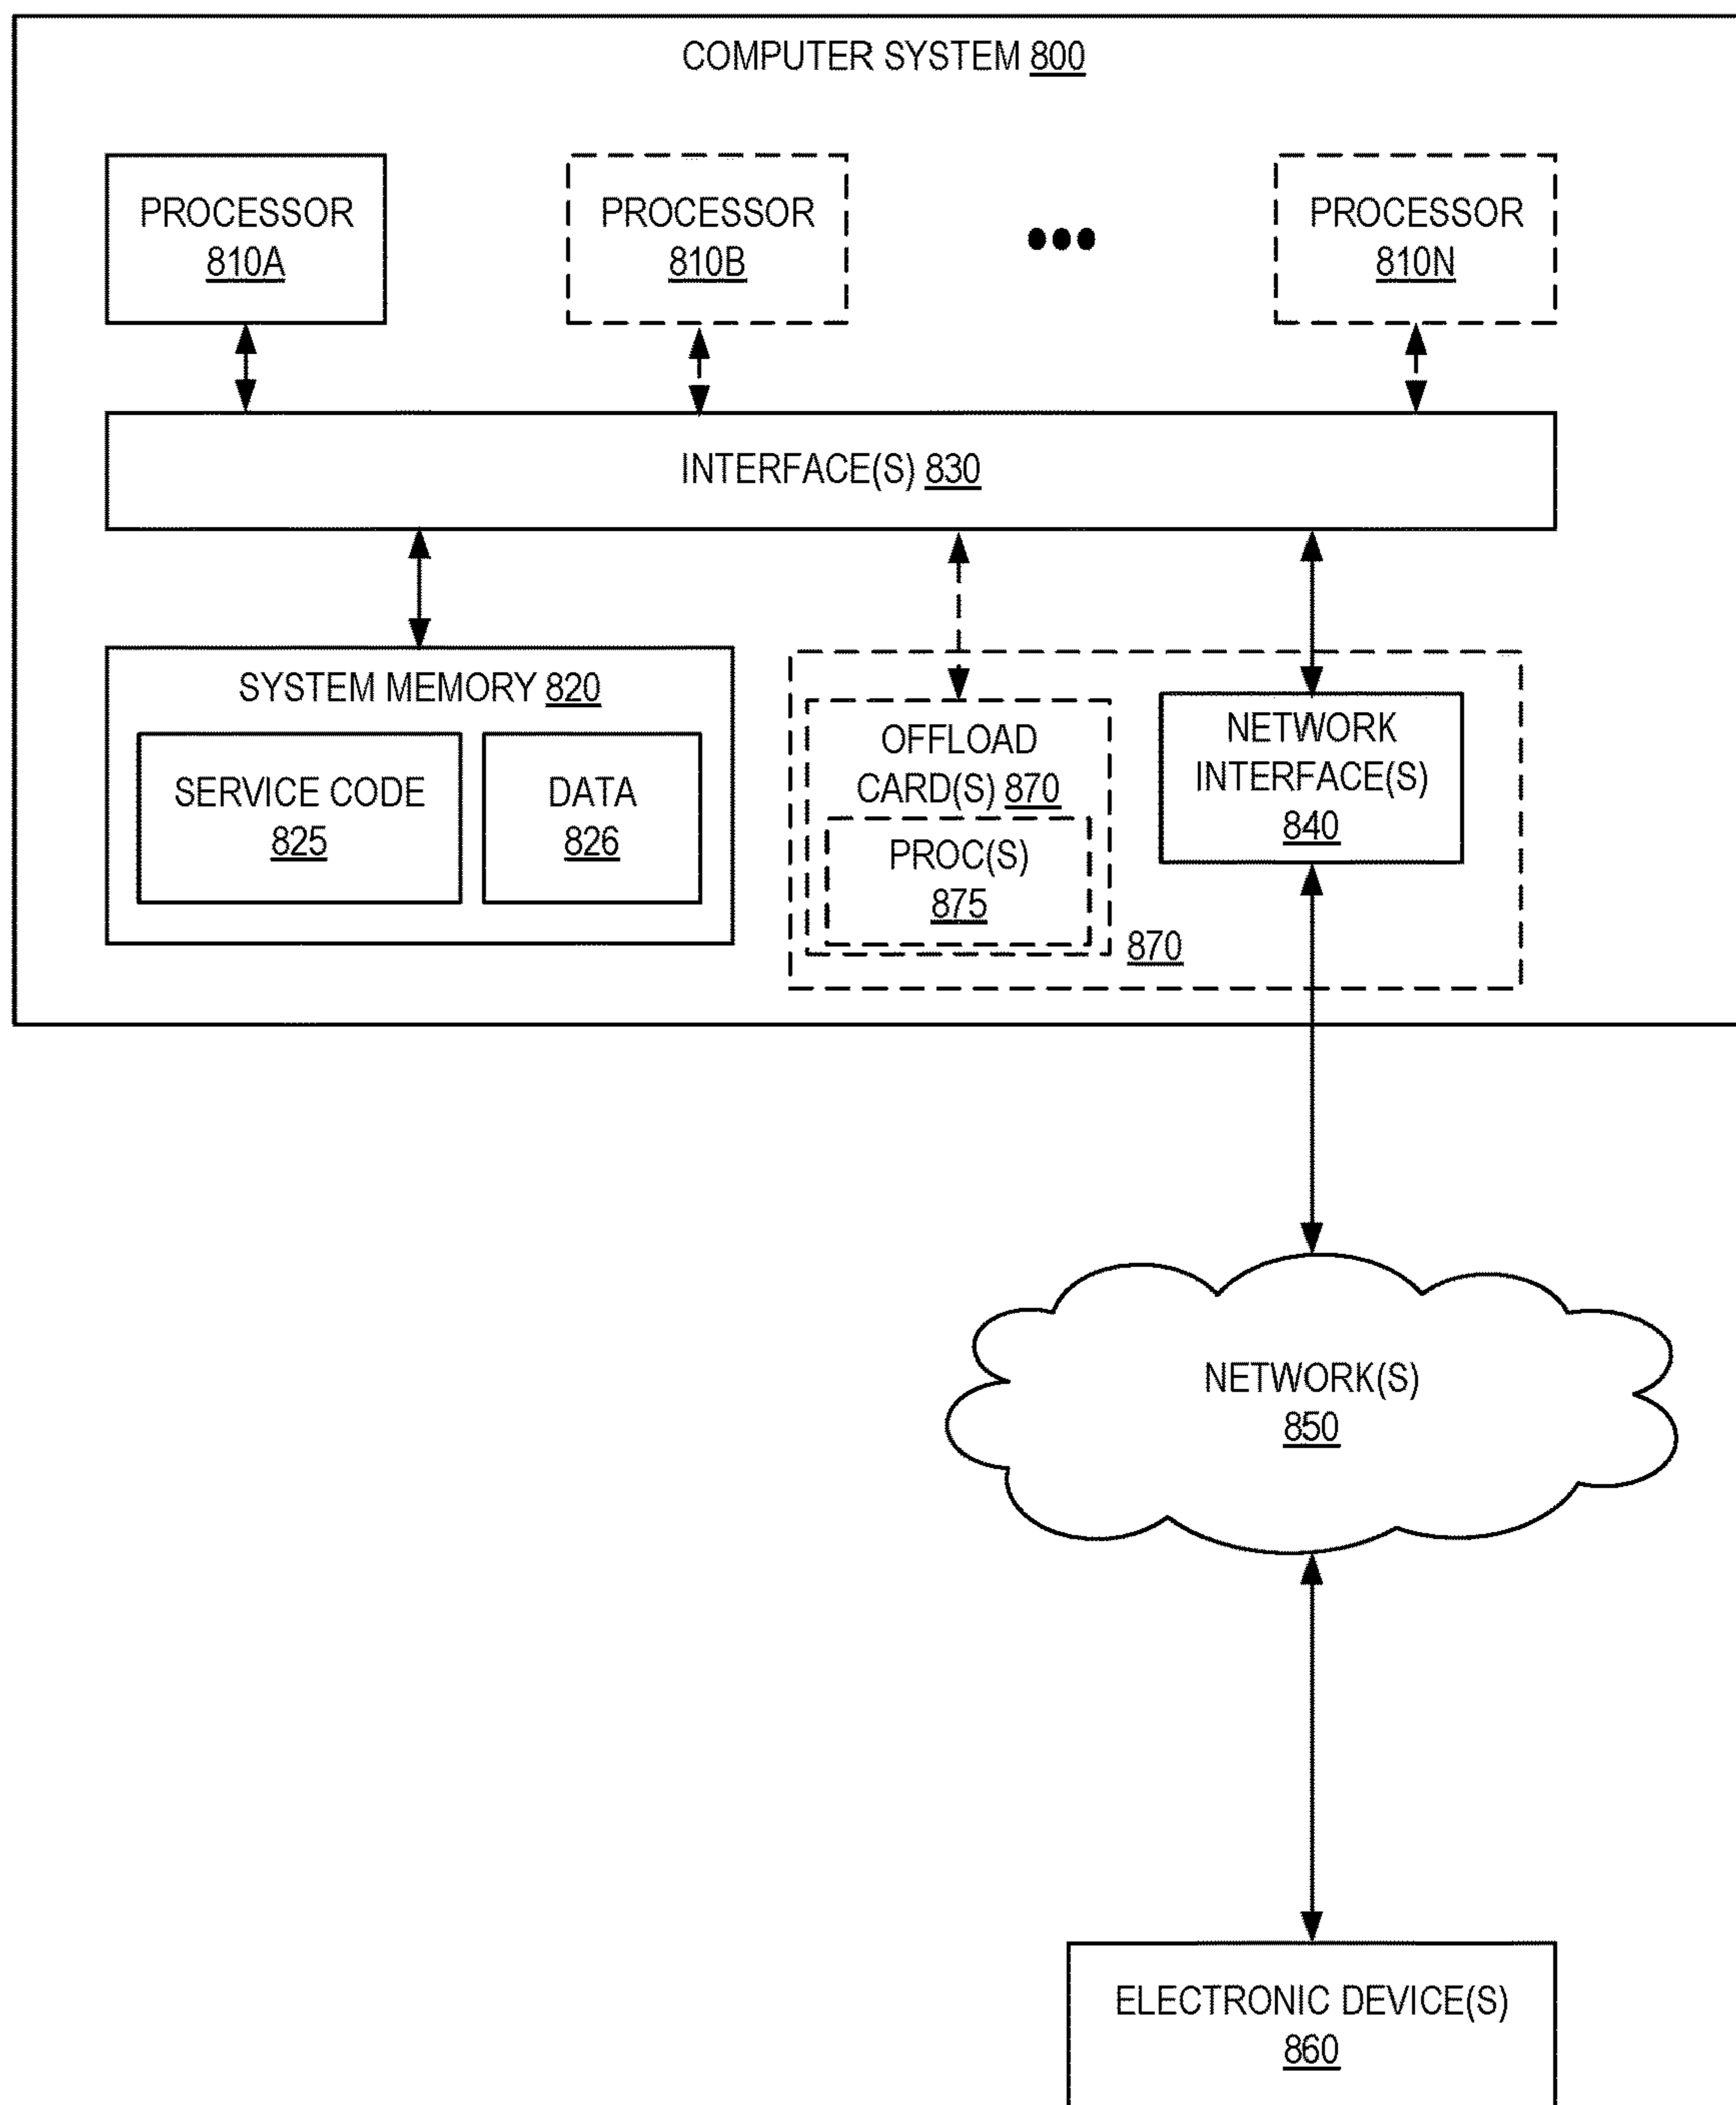 COMPUTER SYSTEM 800
PROCESSOR
810A
PROCESSOR
810B
PROCESSOR
810N
INTERFACE(S) 830
SYSTEM MEMORY 820
SERVICE CODE
825
DATA
826
OFFLOAD
CARD(S) 870
PROC(S)
875
870
NETWORK
INTERFACE(S)
840
NETWORK(S)
850
ELECTRONIC DEVICE(S)
860